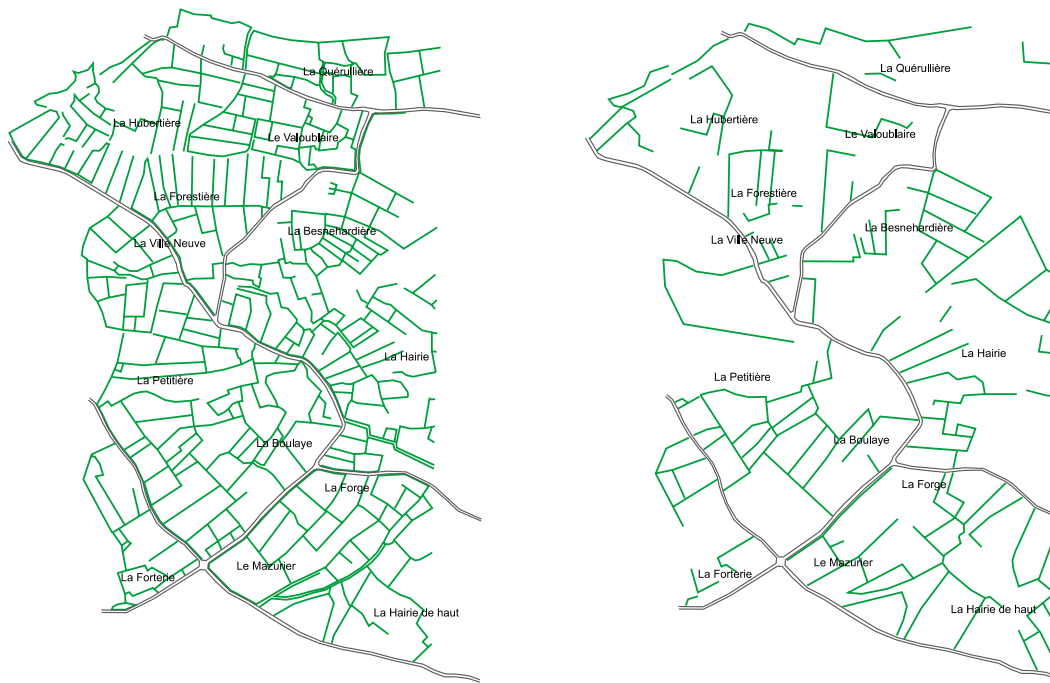 La Quérullière
La Hubertière
Le Valoublaire
La Forestière
La Besnehardière
La Ville Neuve
La Hairie
La Petitière
La Boulaye
La Forge
Le Mazurier
La Forterie
La Hairie de haut
La Quérullière
La Hubertière
Le Valoublaire
La Forestière
La Besnehardière
La Ville Neuve
La Hairie
La Petitière
La Boulaye
La Forge
Le Mazurier
La Forterie
La Hairie de haut